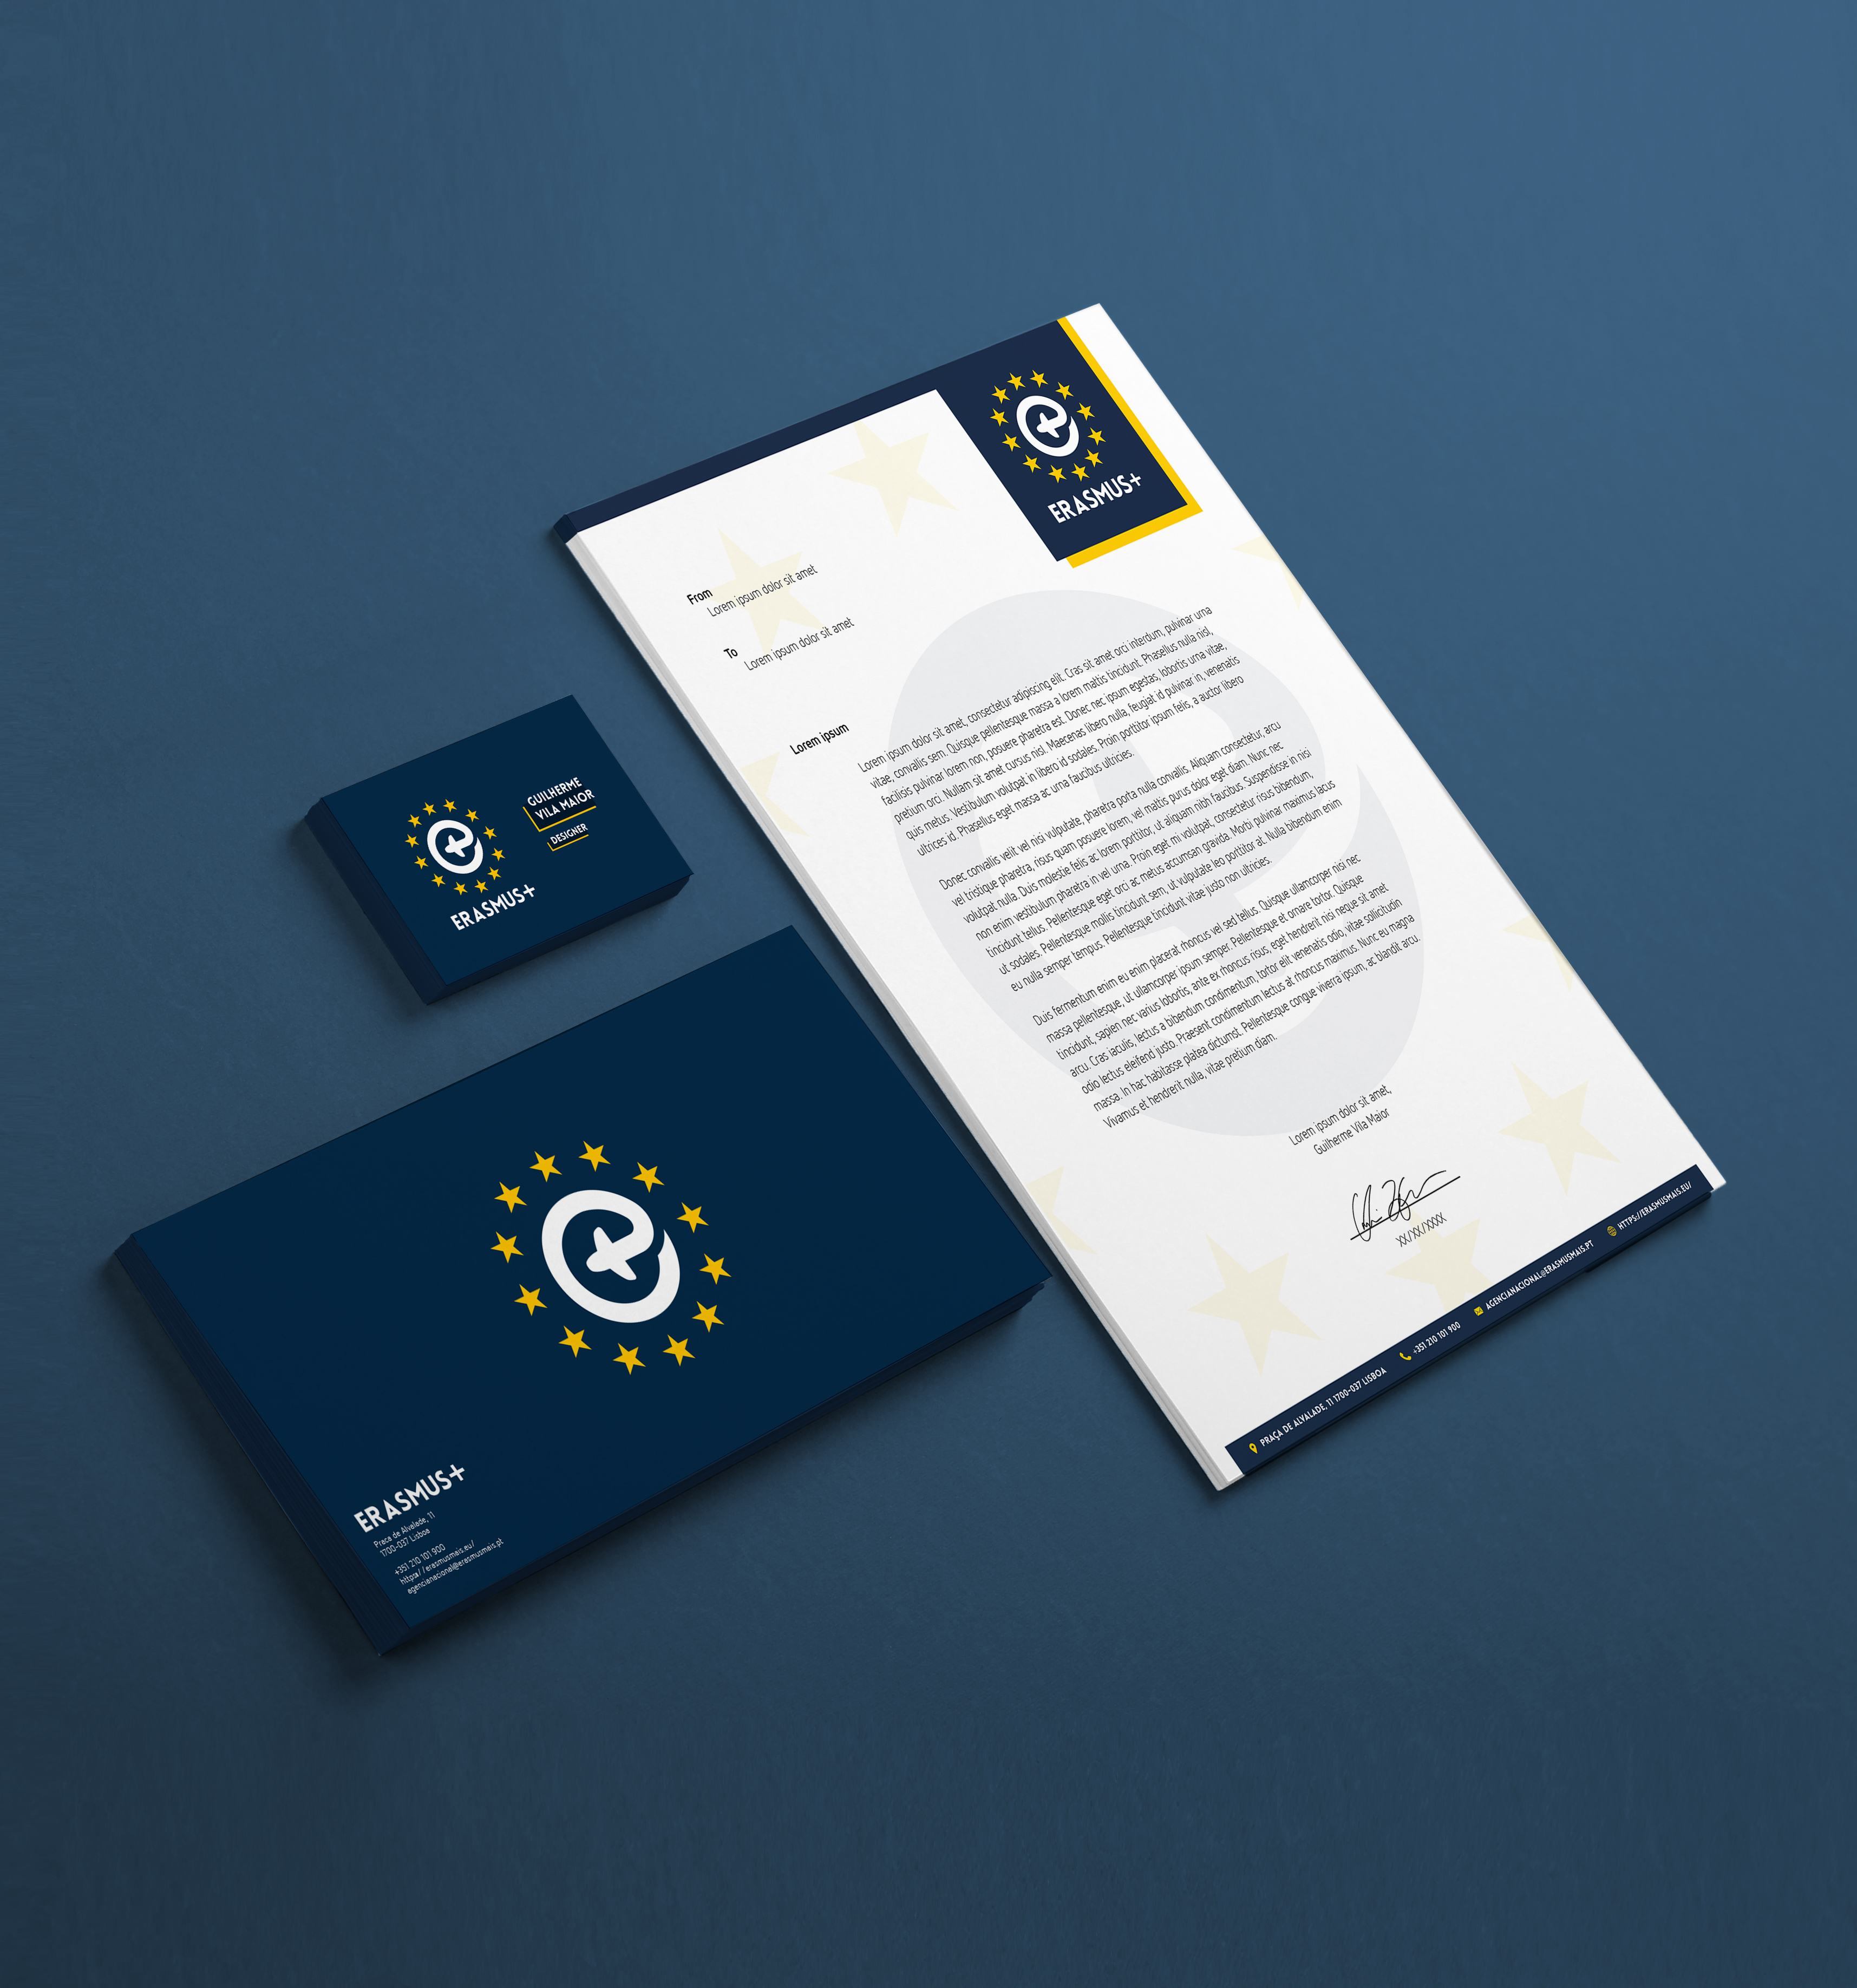 ERASMUS+
From
Lorem ipsum dolor sit amet
To
Lorem ipsum dolor sit amet
Lorem ipsum
Lorem ipsum dolor sit amet, consectetur adipiscing elit. Cras sit amet orci interdum, pulvinar urna
vitae, convallis sem. Quisque pellentesque massa a lorem mattis tincidunt. Phasellus nulla nisl,
facilisis pulvinar lorem non, posuere pharetra est. Donec nec ipsum egestas, lobortis urna vitae,
pretium orci. Nullam sit amet cursus nisl. Maecenas libero nulla, feugiat id pulvinar in, venenatis
quis metus. Vestibulum volutpat in libero id sodales. Proin porttitor ipsum felis, a auctor libero
ultrices id. Phasellus eget massa ac urna faucibus ultricies.
Donec convallis velit vel nisi vulputate, pharetra porta nulla convallis. Aliquam consectetur, arcu
vel tristique pharetra, risus quam posuere lorem, vel mattis purus dolor eget diam. Nunc nec
volutpat nulla. Duis molestie felis ac lorem porttitor, ut aliquam nibh faucibus. Suspendisse in nisi
non enim vestibulum pharetra in vel urna. Proin eget mi volutpat, consectetur risus bibendum,
tincidunt tellus. Pellentesque eget orci ac metus accumsan gravida. Morbi pulvinar maximus lacus
ut sodales. Pellentesque mollis tincidunt sem, ut vulputate leo porttitor at. Nulla bibendum enim
eu nulla semper tempus. Pellentesque tincidunt vitae justo non ultricies.
Duis fermentum enim eu enim placerat rhoncus vel sed tellus. Quisque ullamcorper nisi nec
massa pellentesque, ut ullamcorper ipsum semper. Pellentesque et ornare tortor. Quisque
tincidunt, sapien nec varius lobortis, ante ex rhoncus risus, eget hendrerit nisi neque sit amet
arcu. Cras iaculis, lectus a bibendum condimentum, tortor elit venenatis odio, vitae sollicitudin
odio lectus eleifend justo. Praesent condimentum lectus at rhoncus maximus. Nunc eu magna
massa. In hac habitasse platea dictumst. Pellentesque congue viverra ipsum, ac blandit arcu.
Vivamus et hendrerit nulla, vitae pretium diam.
Lorem ipsum dolor sit amet,
Guilherme Vila Maior
XX/XX/XXXX
PRAÇA DE ALVALADE, 11 1700-037 LISBOA +351 210 101 900 AGENCIANACIONAL@ERASMUSMAIS.PT HTTPS://ERASMUSMAIS.EU/
GUILHERME
VILA MAIOR
DESIGNER
ERASMUS+
ERASMUS+
Praca de Alvalade, 11
1700-037 Lisboa
+351 210 101 900
https://erasmusmais.eu/
agencianacional@erasmusmais.pt